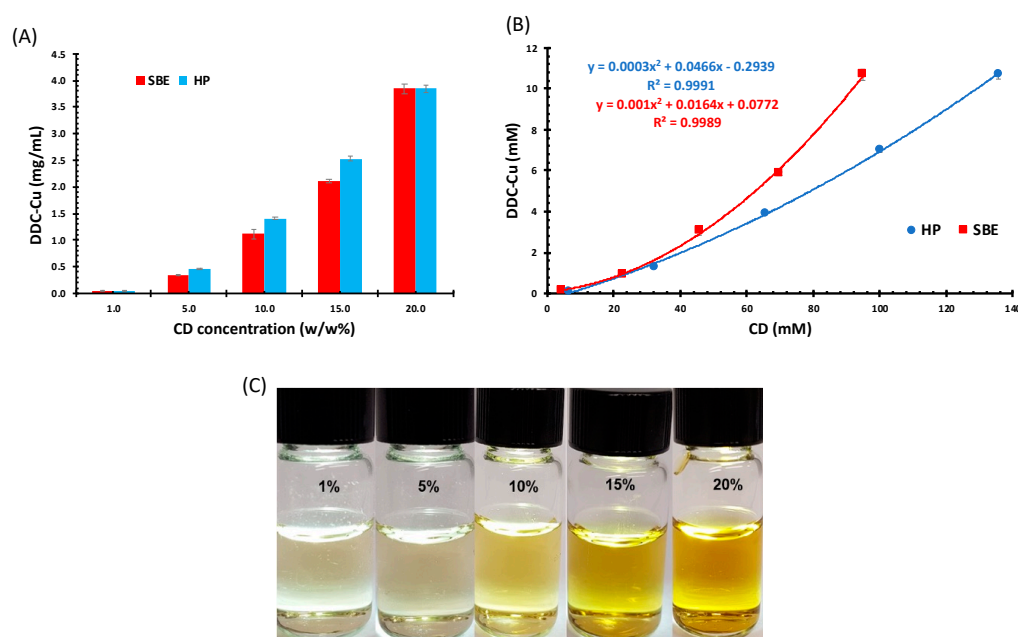 (A)
4.5
4.0
3.5
3.0
2.5
2.0
1.5
1.0
0.5
0.0
DDC-Cu (mg/mL)
SBE HP
1.0 5.0 10.0 15.0 20.0
CD concentration (w/w%)
(B)
12
10
8
6
4
2
0
DDC-Cu (mM)
y = 0.0003x² + 0.0466x - 0.2939
R² = 0.9991
y = 0.001x² + 0.0164x + 0.0772
R² = 0.9989
HP SBE
0 20 40 60 80 100 120 140
CD (mM)
(C)
1% 5% 10% 15% 20%